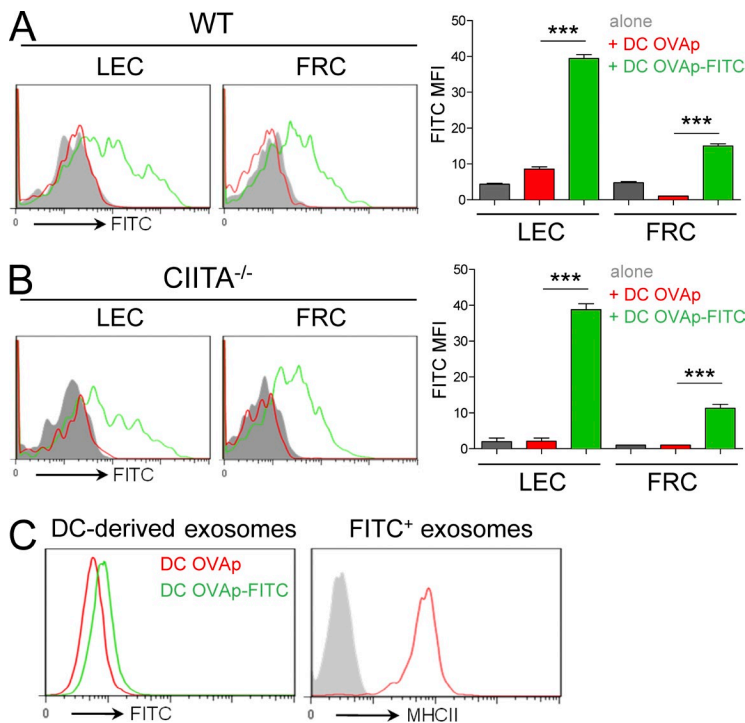 A
WT
LEC
FRC
0
FITC
0
FITC
FITC MFI
50
40
30
20
10
0
alone
+ DC OVAp
+ DC OVAp-FITC
***
***
LEC
FRC
B
CIITA-/-
LEC
FRC
0
FITC
0
FITC
FITC MFI
50
40
30
20
10
0
alone
+ DC OVAp
+ DC OVAp-FITC
***
***
LEC
FRC
C
DC-derived exosomes
DC OVAp
DC OVAp-FITC
0
FITC
FITC+ exosomes
0
MHCII